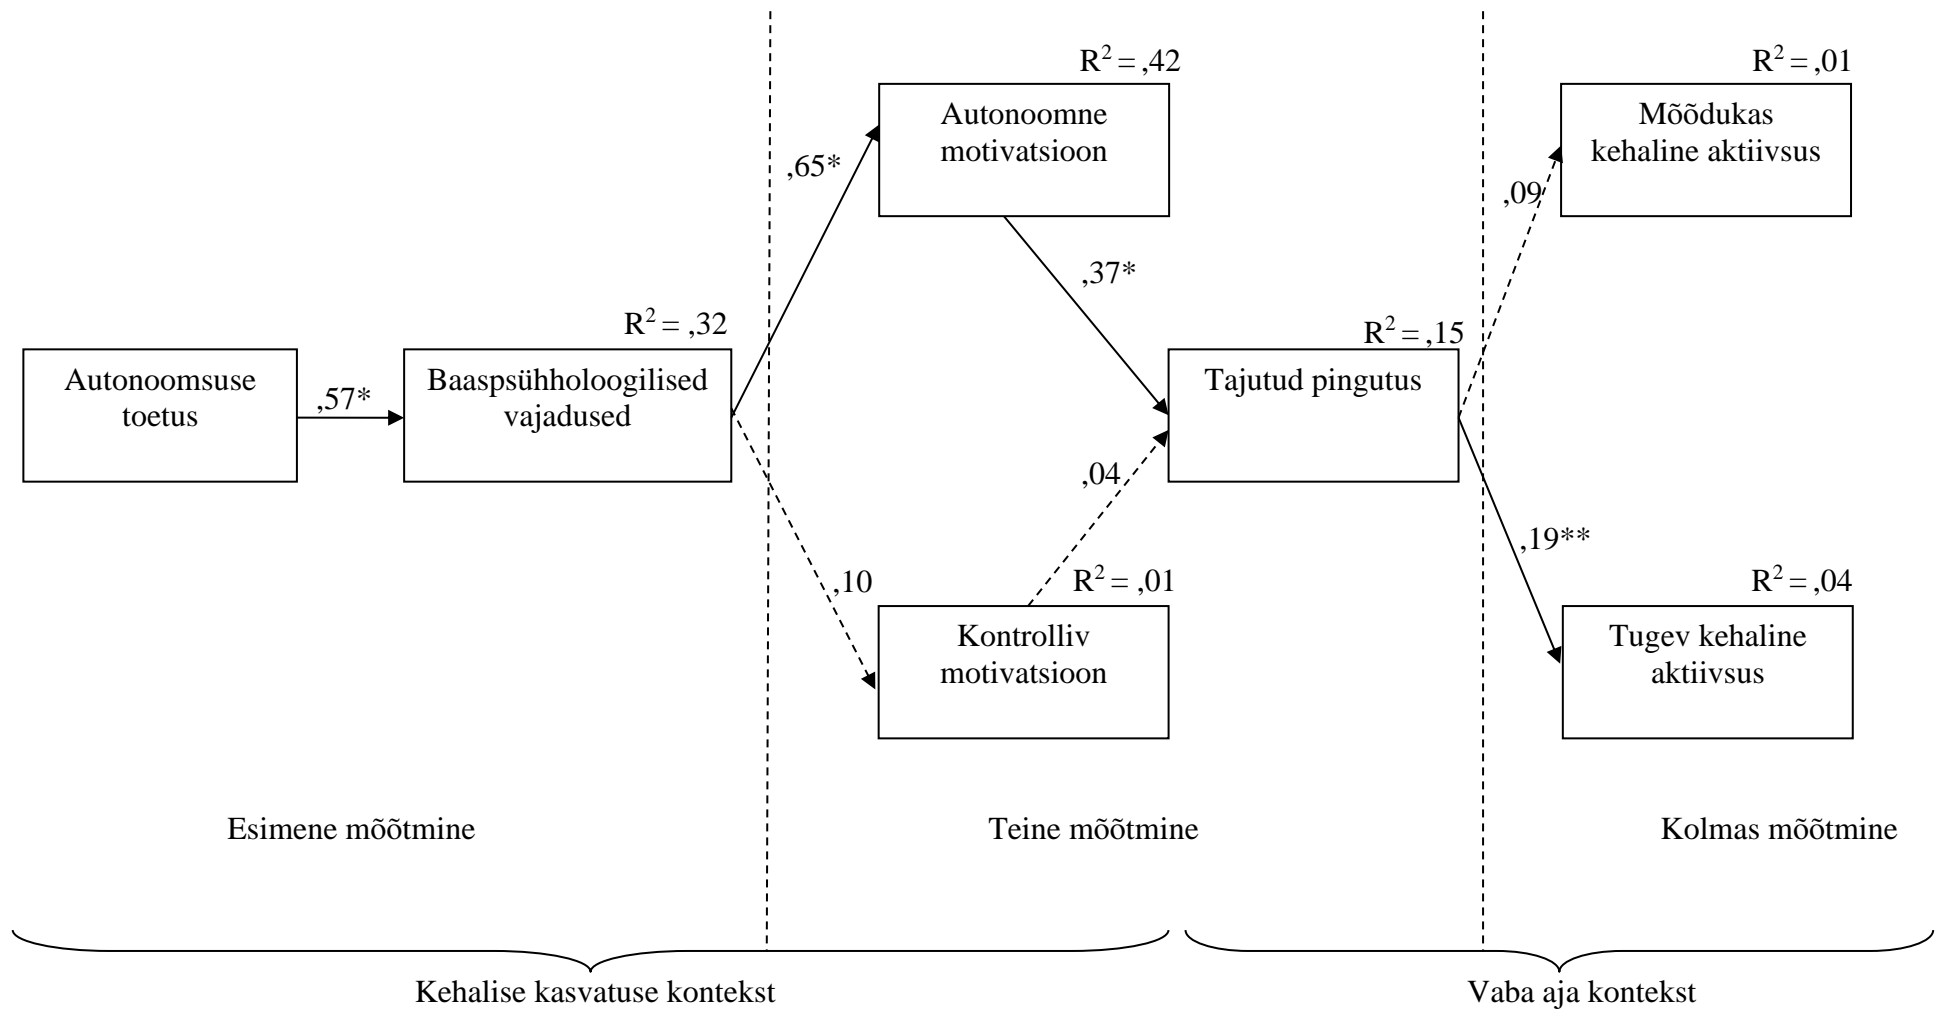 R² = ,42
R² = ,01
Autonoomne
motivatsioon
Mõõdukas
kehaline aktiivsus
,65*
,09
,37*
R² = ,32
R² = ,15
Autonoomsuse
toetus
,57*
Baaspsühholoogilised
vajadused
Tajutud pingutus
,04
,19**
,10
R² = ,01
R² = ,04
Kontrolliv
motivatsioon
Tugev kehaline
aktiivsus
Esimene mõõtmine
Teine mõõtmine
Kolmas mõõtmine
Kehalise kasvatuse kontekst
Vaba aja kontekst